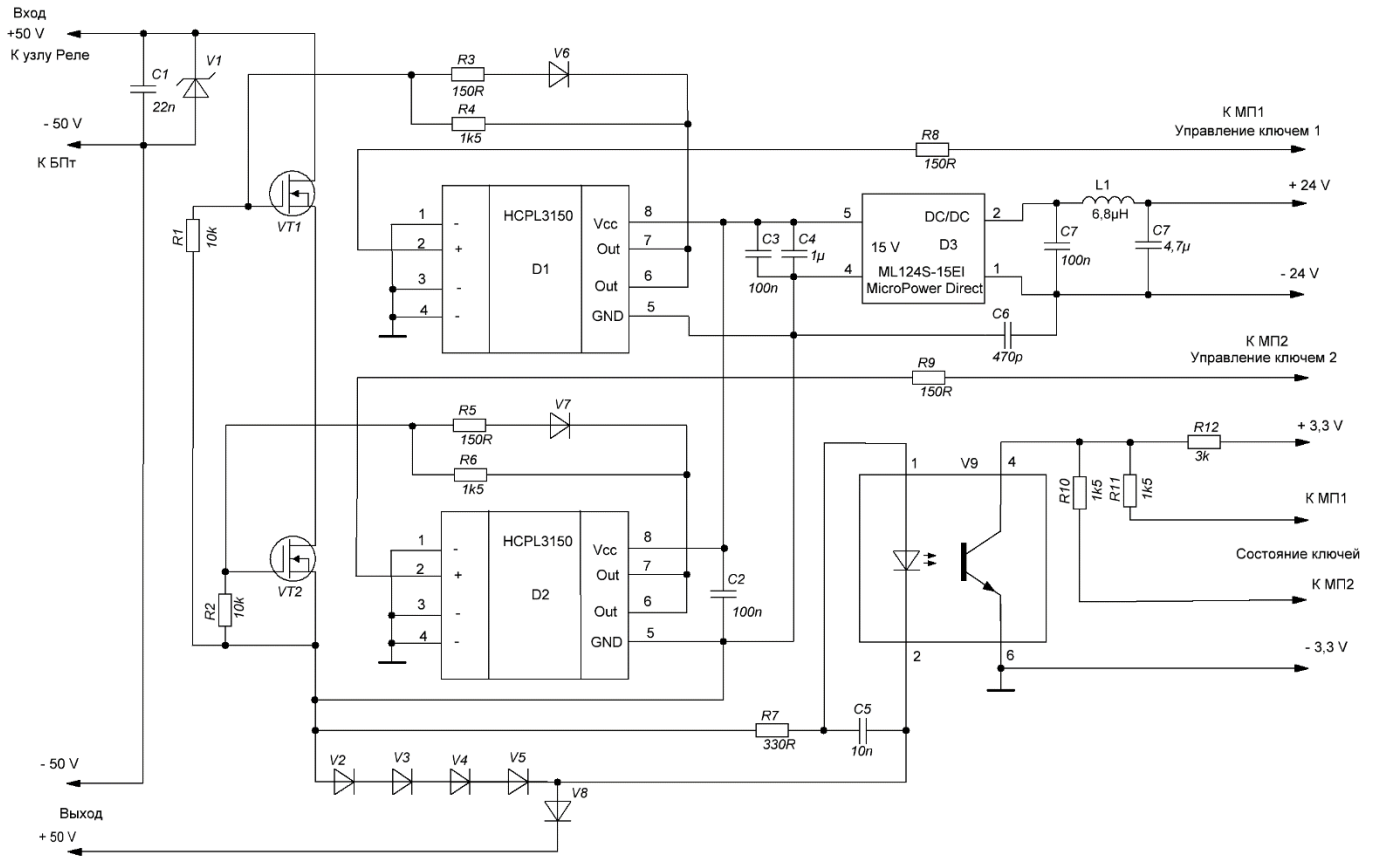 Вход
+50 V
К узлу Реле
C1
22n
V1
- 50 V
К БПт
R3
150R
V6
R4
1k5
К МП1
Управление ключем 1
R8
150R
VT1
R1
10k
1
2
3
4
-
+
-
-
HCPL3150
D1
Vcc
Out
Out
GND
8
7
6
5
C3
100n
C4
1µ
5
4
15 V
DC/DC
D3
ML124S-15EI
MicroPower Direct
2
1
L1
6,8µH
C7
100n
C7
4,7µ
+ 24 V
- 24 V
C6
470p
К МП2
Управление ключем 2
R9
150R
R5
150R
V7
R6
1k5
VT2
R2
10k
1
2
3
4
-
+
-
-
HCPL3150
D2
Vcc
Out
Out
GND
8
7
6
5
C2
100n
1
V9
4
2
6
R10
1k5
R11
1k5
R12
3k
+ 3,3 V
К МП1
Состояние ключей
К МП2
- 3,3 V
R7
330R
C5
10n
V2
V3
V4
V5
V8
- 50 V
Выход
+ 50 V